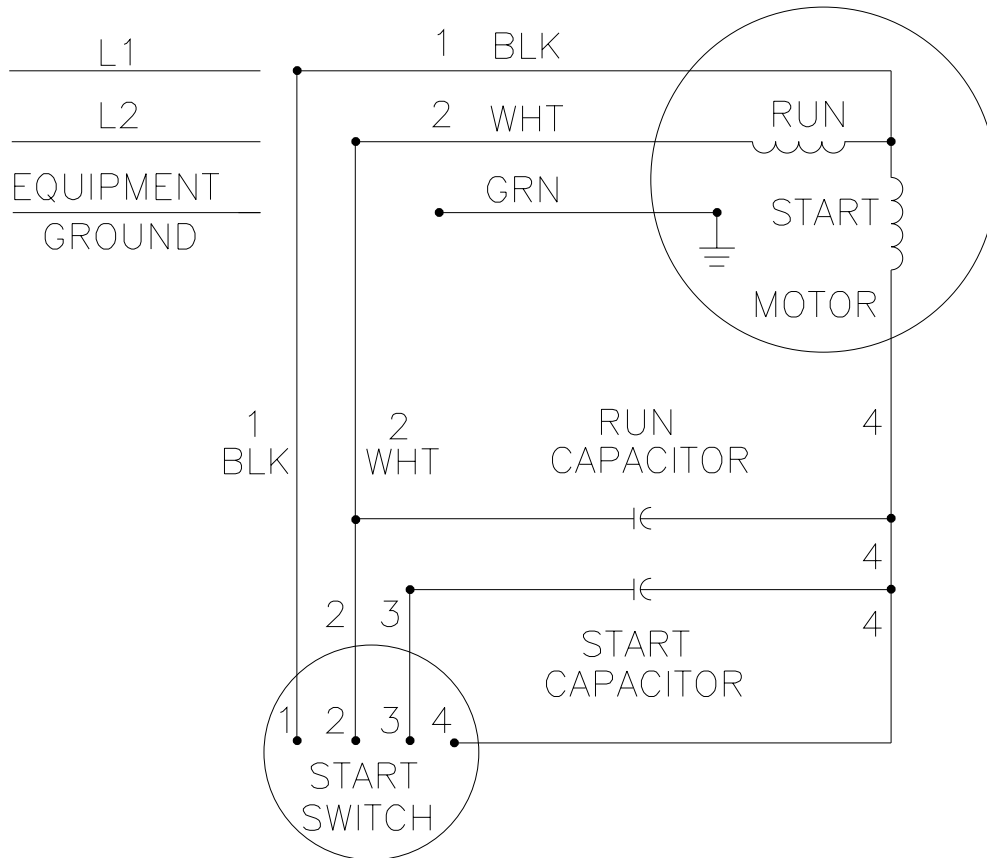 L1
1 BLK
L2
2 WHT
RUN
EQUIPMENT
GROUND
GRN
START
MOTOR
1
BLK
2
WHT
RUN
CAPACITOR
4
4
2
3
4
START
CAPACITOR
1 2 3 4
START
SWITCH